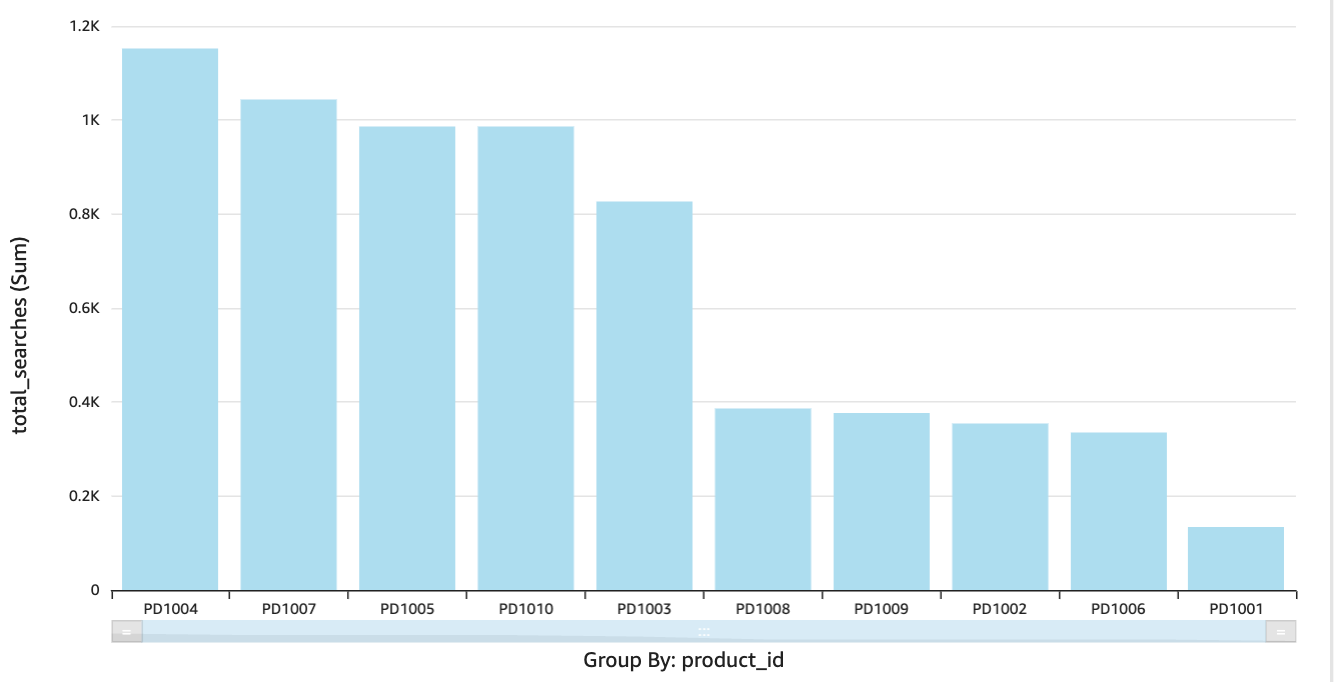 1.2K
1K
0.8K
0.6K
0.4K
0.2K
0
total_searches (Sum)
PD1004 PD1007 PD1005 PD1010 PD1003 PD1008 PD1009 PD1002 PD1006 PD1001
Group By: product_id